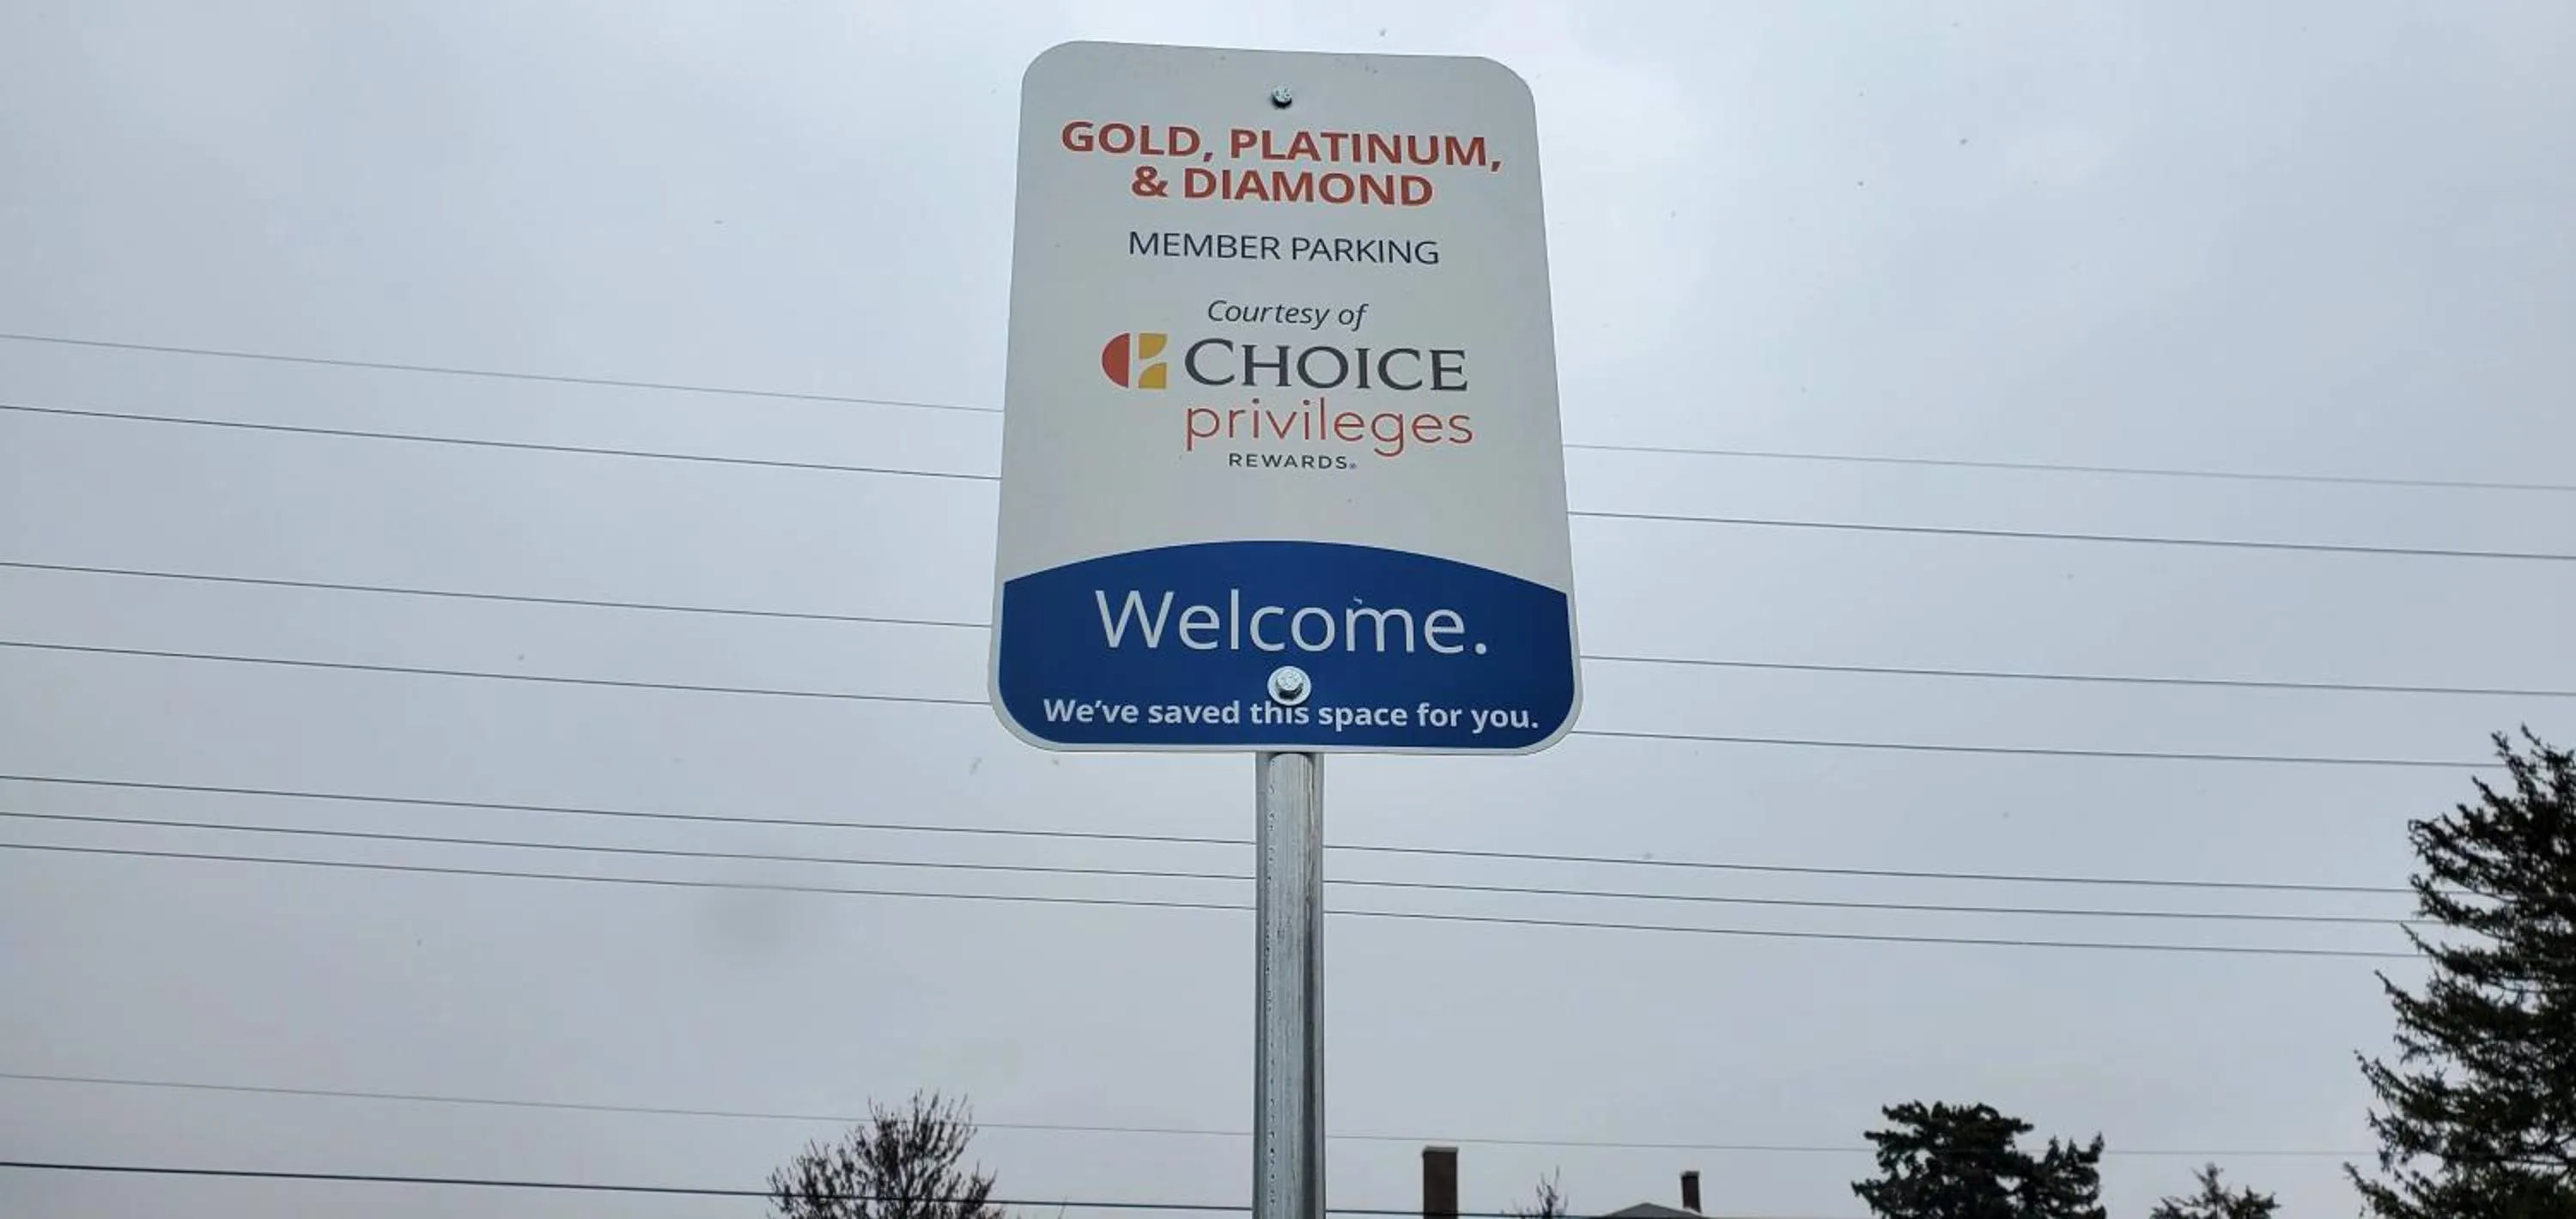 GOLD, PLATINUM,
& DIAMOND
MEMBER PARKING
Courtesy of
CHOICE
privileges
REWARDS®
Welcome.
We've saved this space for you.